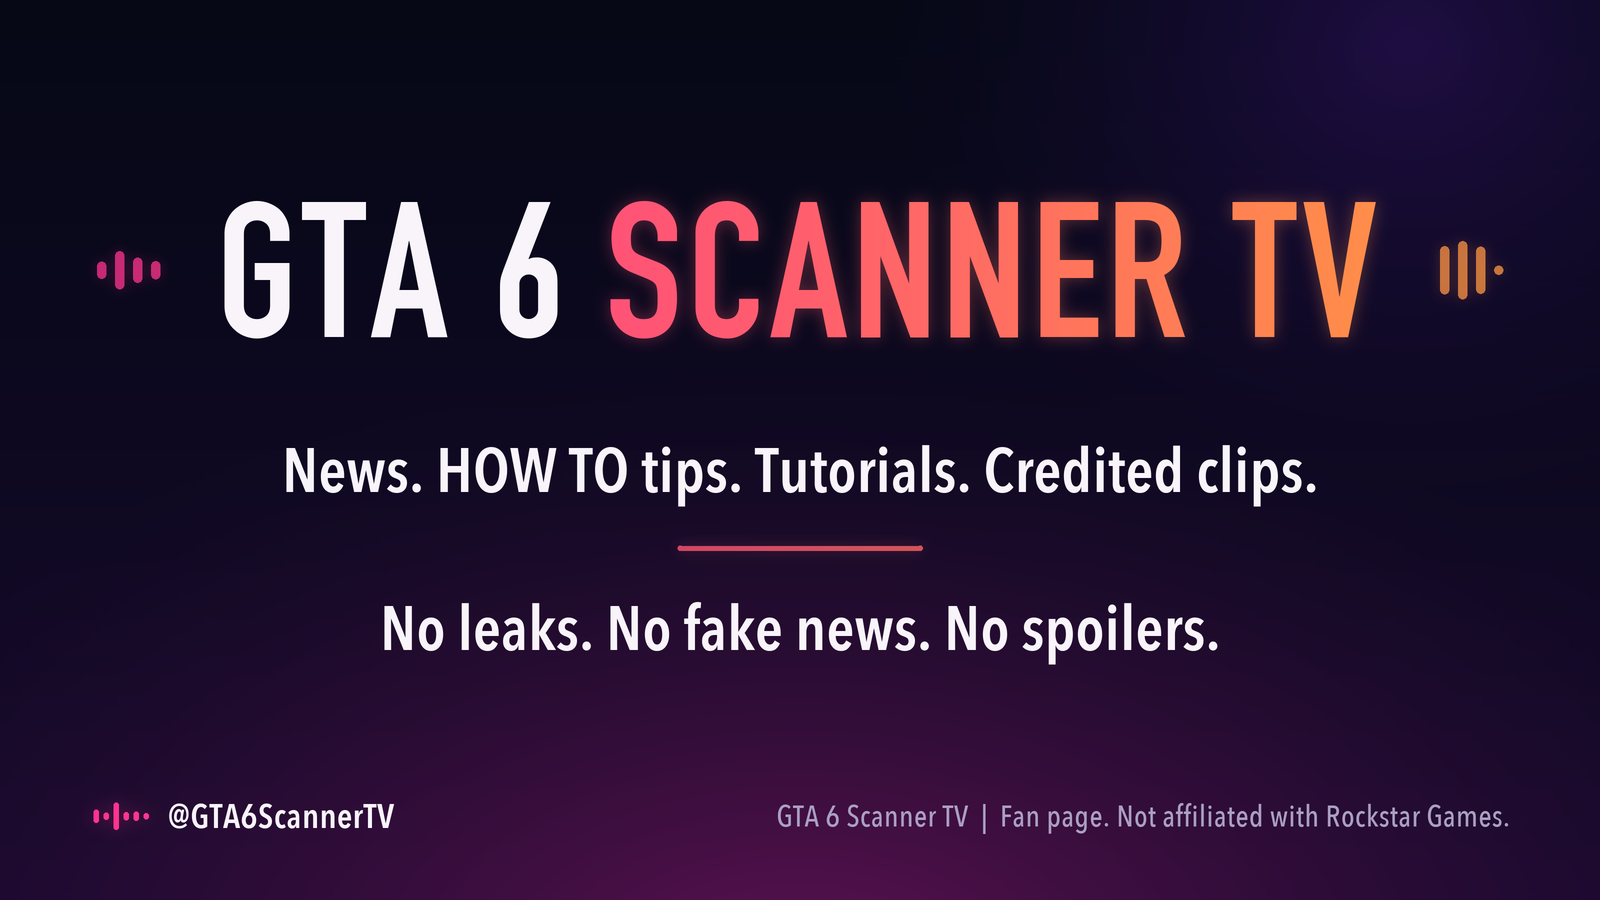 GTA 6 SCANNER TV
News. HOW TO tips. Tutorials. Credited clips.
No leaks. No fake news. No spoilers.
@GTA6ScannerTV
GTA 6 Scanner TV | Fan page. Not affiliated with Rockstar Games.